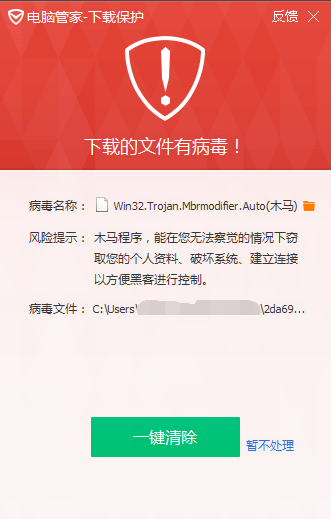 电脑管家-下载保护 反馈
下载的文件有病毒！
病毒名称： Win32.Trojan.Mbrmodifier.Auto(木马)
风险提示： 木马程序，能在您无法察觉的情况下窃
取您的个人资料、破坏系统、建立连接
以方便黑客进行控制。
病毒文件： C:\Users\ \2da69...
一键清除
暂不处理